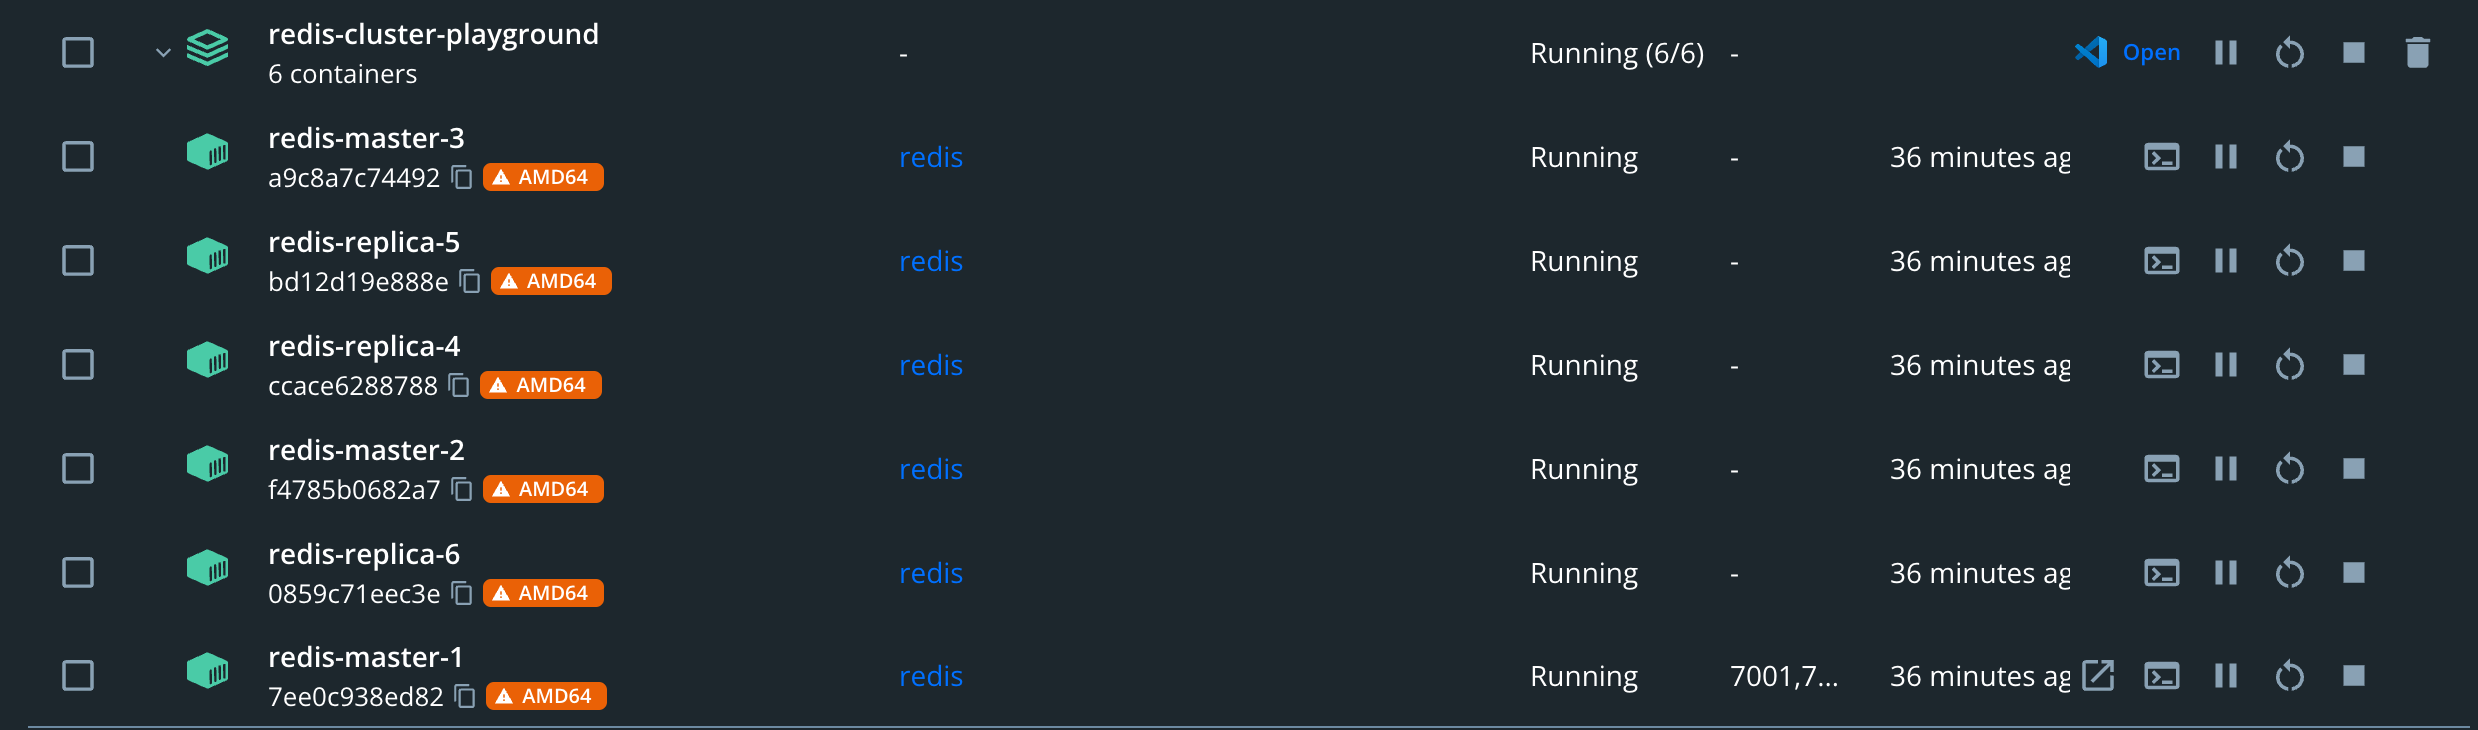 redis-cluster-playground
6 containers
-
Running (6/6)
-
Open
redis-master-3
a9c8a7c74492
AMD64
redis
Running
-
36 minutes ag
redis-replica-5
bd12d19e888e
AMD64
redis
Running
-
36 minutes ag
redis-replica-4
ccace6288788
AMD64
redis
Running
-
36 minutes ag
redis-master-2
f4785b0682a7
AMD64
redis
Running
-
36 minutes ag
redis-replica-6
0859c71eec3e
AMD64
redis
Running
-
36 minutes ag
redis-master-1
7ee0c938ed82
AMD64
redis
Running
7001,7...
36 minutes ag